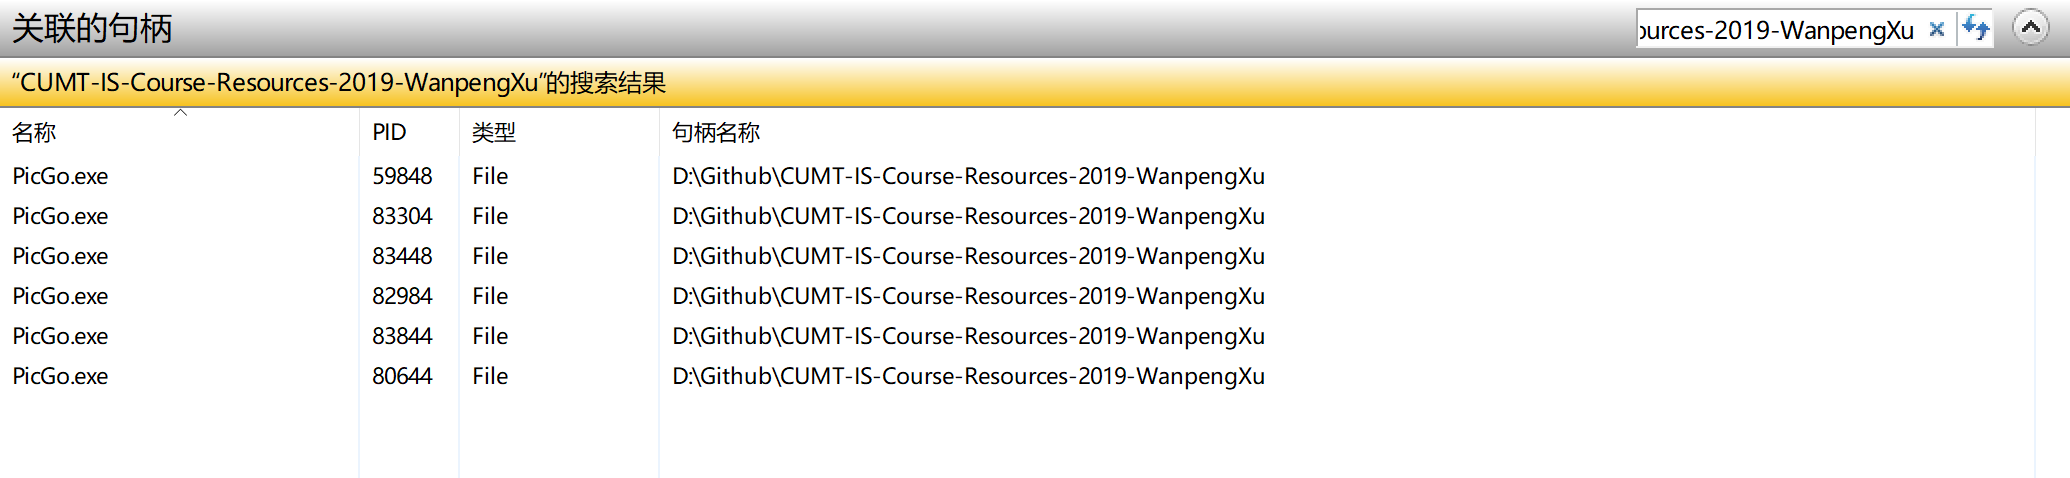 关联的句柄
ources-2019-WanpengXu
“CUMT-IS-Course-Resources-2019-WanpengXu”的搜索结果
名称 PID 类型 句柄名称
PicGo.exe 59848 File D:\Github\CUMT-IS-Course-Resources-2019-WanpengXu
PicGo.exe 83304 File D:\Github\CUMT-IS-Course-Resources-2019-WanpengXu
PicGo.exe 83448 File D:\Github\CUMT-IS-Course-Resources-2019-WanpengXu
PicGo.exe 82984 File D:\Github\CUMT-IS-Course-Resources-2019-WanpengXu
PicGo.exe 83844 File D:\Github\CUMT-IS-Course-Resources-2019-WanpengXu
PicGo.exe 80644 File D:\Github\CUMT-IS-Course-Resources-2019-WanpengXu